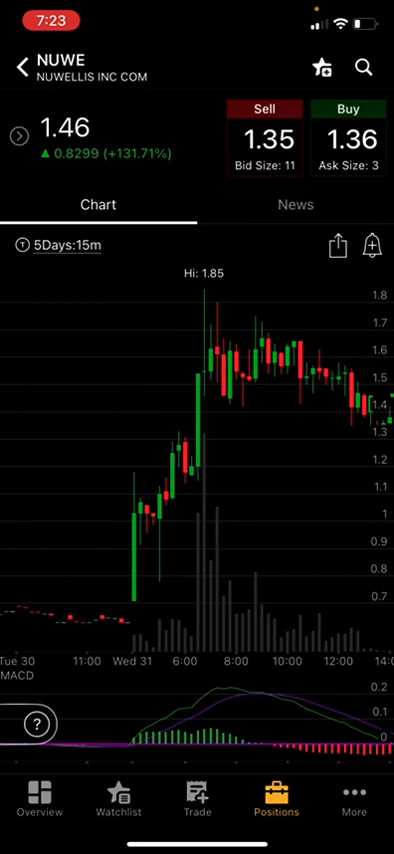 7:23
NUWE
NUWELLIS INC COM
1.46
0.8299 (+131.71%)
Sell
1.35
Bid Size: 11
Buy
1.36
Ask Size: 3
Chart
News
T 5Days:15m
Hi: 1.85
1.8
1.7
1.6
1.5
1.4
1.3
1.2
1.1
1
0.9
0.8
0.7
Tue 30
11:00
Wed 31
6:00
8:00
10:00
12:00
14:0
MACD
0.2
0.1
0
?
Overview
Watchlist
Trade
Positions
More